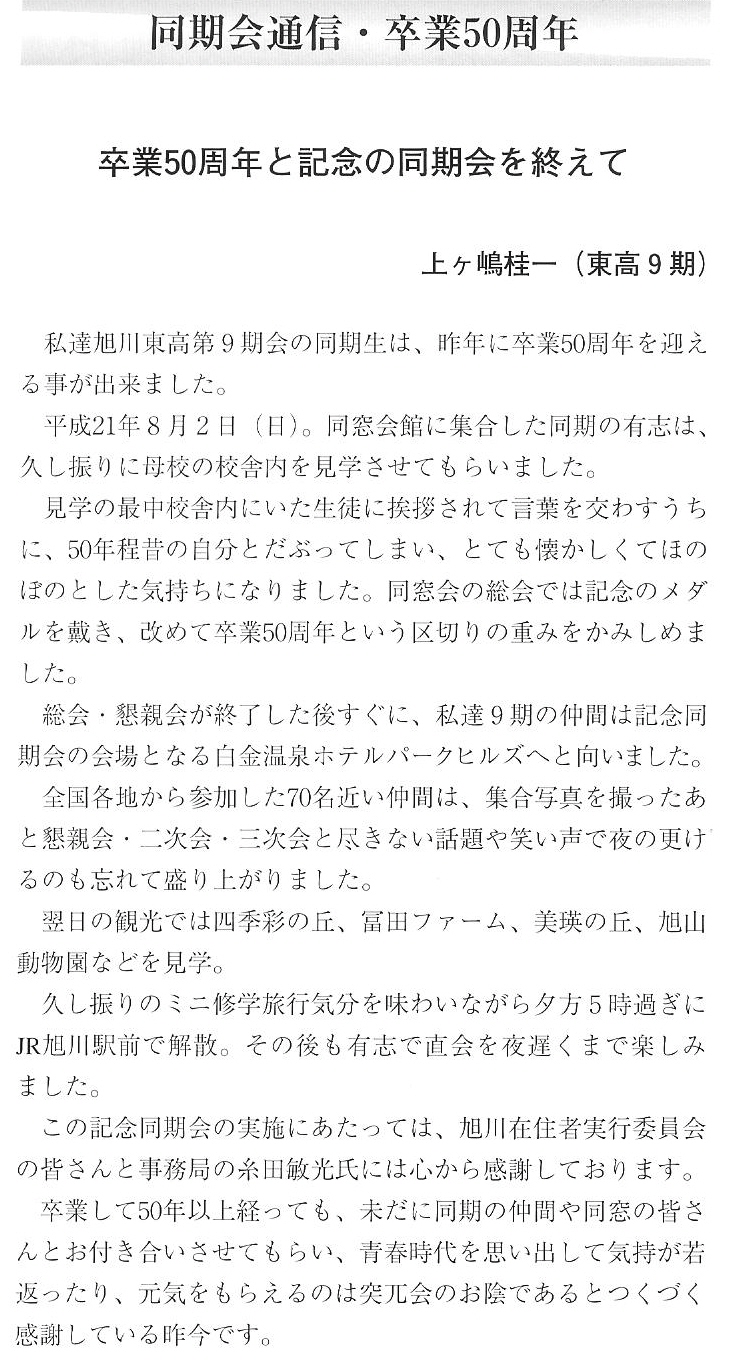 同期会通信・卒業50周年
卒業50周年と記念の同期会を終えて
上ヶ嶋桂一（東高９期）
私達旭川東高第９期会の同期生は、昨年に卒業50周年を迎え
る事が出来ました。
平成21年８月２日（日）。同窓会館に集合した同期の有志は、
久し振りに母校の校舎内を見学させてもらいました。
見学の最中校舎内にいた生徒に挨拶されて言葉を交わすうち
に、50年程昔の自分とだぶってしまい、とても懐かしくてほの
ぼのとした気持ちになりました。同窓会の総会では記念のメダ
ルを戴き、改めて卒業50周年という区切りの重みをかみしめま
した。
総会・懇親会が終了した後すぐに、私達９期の仲間は記念同
期会の会場となる白金温泉ホテルパークヒルズへと向いました。
全国各地から参加した70名近い仲間は、集合写真を撮ったあ
と懇親会・二次会・三次会と尽きない話題や笑い声で夜の更け
るのも忘れて盛り上がりました。
翌日の観光では四季彩の丘、冨田ファーム、美瑛の丘、旭山
動物園などを見学。
久し振りのミニ修学旅行気分を味わいながら夕方５時過ぎに
JR旭川駅前で解散。その後も有志で直会を夜遅くまで楽しみ
ました。
この記念同期会の実施にあたっては、旭川在住者実行委員会
の皆さんと事務局の糸田敏光氏には心から感謝しております。
卒業して50年以上経っても、未だに同期の仲間や同窓の皆さ
んとお付き合いさせてもらい、青春時代を思い出して気持が若
返ったり、元気をもらえるのは突兀会のお陰であるとつくづく
感謝している昨今です。